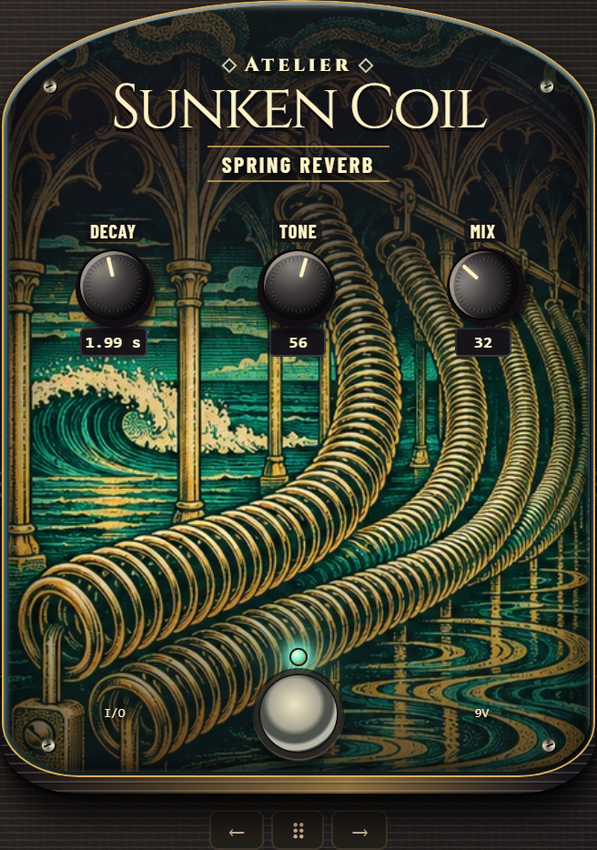 ATELIER
SUNKEN COIL
SPRING REVERB
DECAY TONE MIX
1.99 s 56 32
I/O 9V
← →